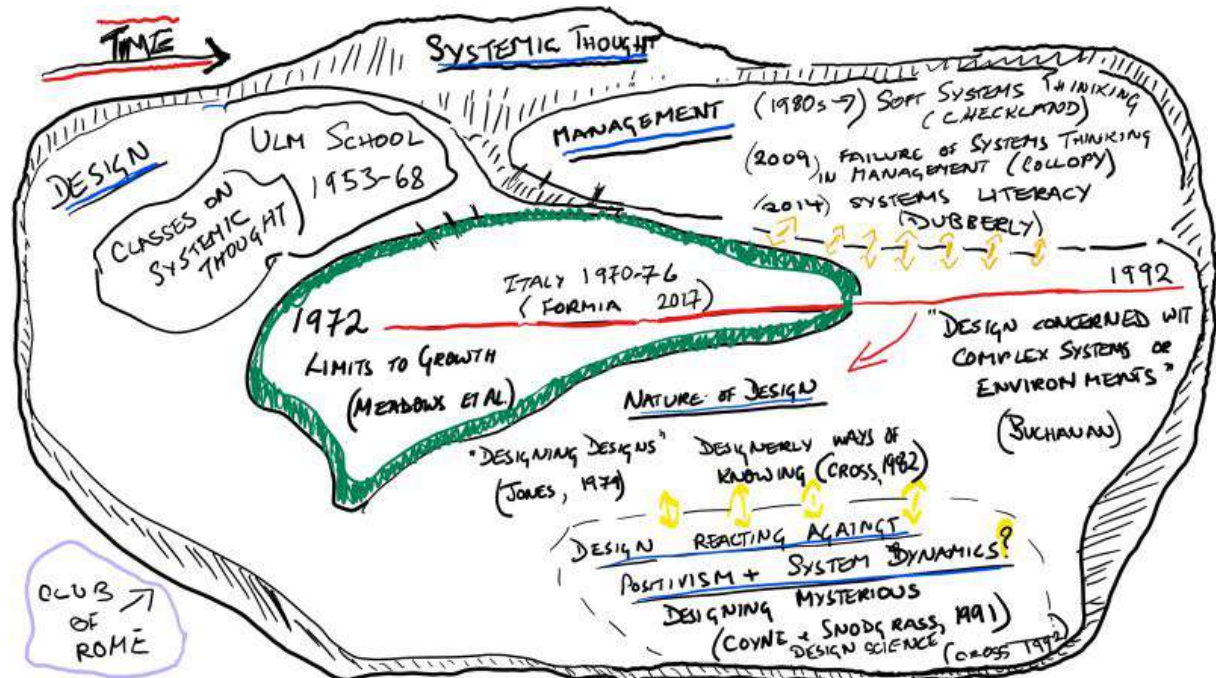 TIME
SYSTEMIC THOUGHT
DESIGN
ULM SCHOOL
1953-68
CLASSES ON
SYSTEMIC
THOUGHT
MANAGEMENT
(1980s→) SOFT SYSTEMS THINIKING
(CHECKLAND)
(2009) FAILURE OF SYSTEMS THINKING
IN MANAGEMENT (COLLOPY)
(2014) SYSTEMS LITERACY
(DUBBERLY)
ITALY 1970-76
(FORMIA 2017)
1972
LIMITS TO GROWTH
(MEADOWS ET AL.)
1992
"DESIGN CONCERNED WIT
COMPLEX SYSTEMS OR
ENVIRONMENTS"
(BUCHANAN)
NATURE OF DESIGN
"DESIGNING DESIGNS"
(JONES, 1979)
DESIGNERLY WAYS OF
KNOWING (CROSS, 1982)
DESIGN REACTING AGAINGT
POSITIVISM + SYSTEM DYNAMICS?
DESIGNING MYSTERIOUS
(COYNE + SNODGRASS, 1991)
DESIGN SCIENCE
(CROSS 1992)
CLUB
OF
ROME